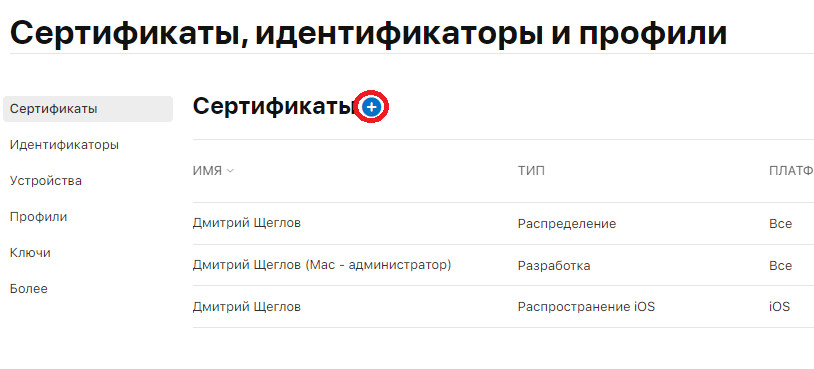 Сертификаты, идентификаторы и профили
Сертификаты
Идентификаторы
Устройства
Профили
Ключи
Более
Сертификаты
ИМЯ ТИП ПЛАТФ
Дмитрий Щеглов Распределение Все
Дмитрий Щеглов (Mac - администратор) Разработка Все
Дмитрий Щеглов Распространение iOS iOS